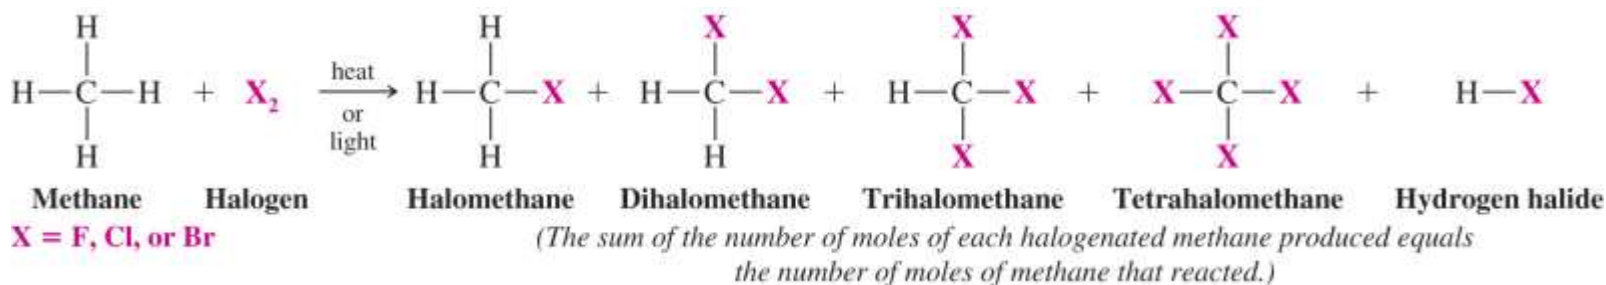 H H X X X
H—C—H + X₂ heat or light H—C—X + H—C—X + H—C—X + X—C—X + H—X
H H H X X
Methane Halogen Halomethane Dihalomethane Trihalomethane Tetrahalomethane Hydrogen halide
X = F, Cl, or Br (The sum of the number of moles of each halogenated methane produced equals
the number of moles of methane that reacted.)